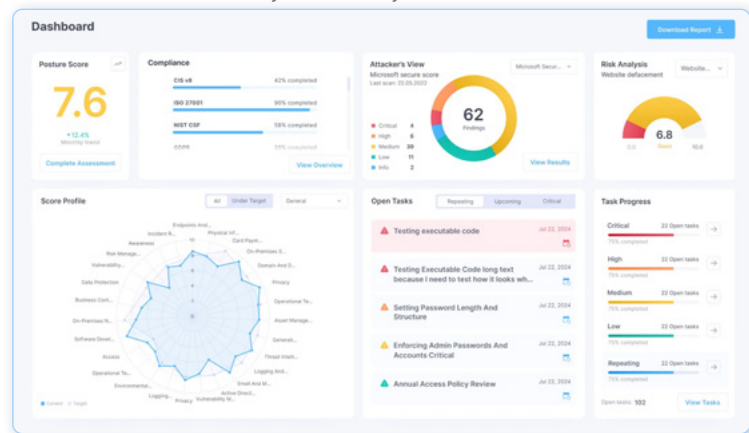 Dashboard
Download Report
Posture Score
7.6
+12.4%
Monthly trend
Complete Assessment
Compliance
CIS v8 42% completed
ISO 27001 90% completed
NIST CSF 58% completed
View Overview
Attacker's View
Microsoft secure score
Last scan: 22.05.2022
Microsoft Secur...
62
Findings
Critical 4
High 6
Medium 39
Low 11
Info 2
View Results
Risk Analysis
Website defacement
Website...
6.8
0.0
10.0
Score Profile
All Under Target
General
Endpoints And...
Physical Inf...
Card Paym...
On-Premises S...
Domain And D...
Privacy
Operational Te...
Asset Manage...
Generali...
Threat Intelli...
Logging And...
Email And M...
Active Direct...
Vulnerability M...
Privacy
Logging...
Environmental...
Operational Te...
Access
Software Devel...
On-Premises N...
Business Cont...
Data Protection
Vulnerability...
Risk Manage...
Awareness
Incident R...
Current Target
Open Tasks
Repeating Upcoming Critical
Testing executable code Jul 22, 2024
Testing Executable Code long text Jul 22, 2024
because I need to test how it looks wh...
Setting Password Length And Jul 22, 2024
Structure
Enforcing Admin Passwords And Jul 22, 2024
Accounts Critical
Annual Access Policy Review Jul 22, 2024
Task Progress
Critical 22 Open tasks
75% completed
High 22 Open tasks
75% completed
Medium 22 Open tasks
75% completed
Low 22 Open tasks
75% completed
Repeating 22 Open tasks
75% completed
Open tasks: 102
View Tasks